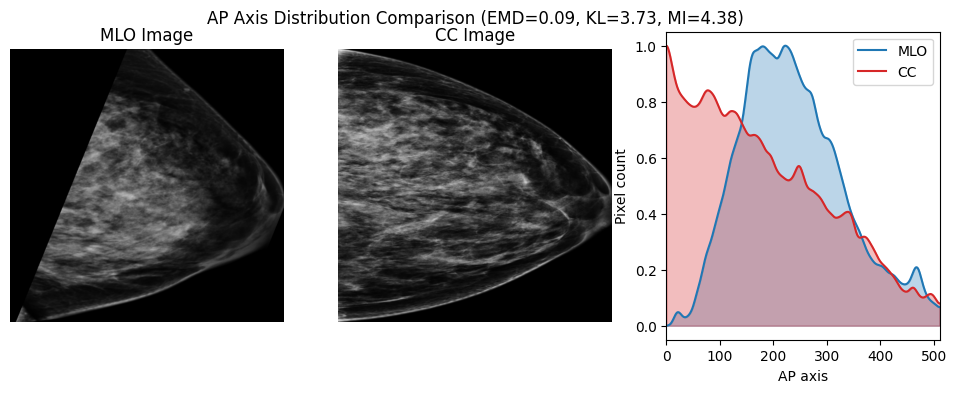 AP Axis Distribution Comparison (EMD=0.09, KL=3.73, MI=4.38)
MLO Image
CC Image
MLO
CC
Pixel count
1.0
0.8
0.6
0.4
0.2
0.0
0 100 200 300 400 500
AP axis